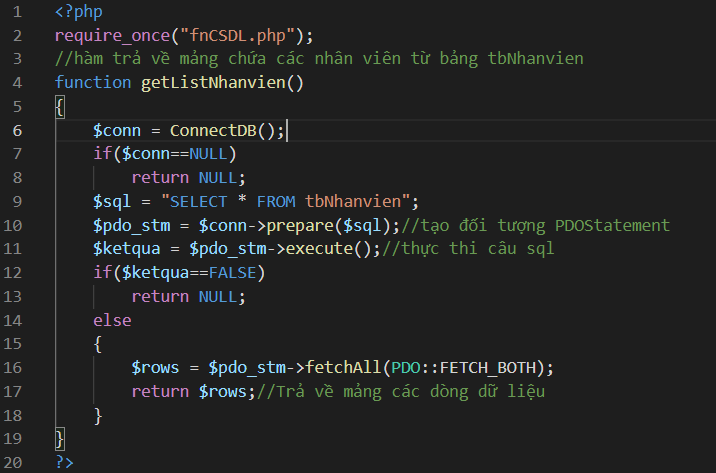 1 <?php
2 require_once("fnCSDL.php");
3 //hàm trả về mảng chứa các nhân viên từ bảng tbNhanvien
4 function getListNhanvien()
5 {
6     $conn = ConnectDB();
7     if($conn==NULL)
8         return NULL;
9     $sql = "SELECT * FROM tbNhanvien";
10     $pdo_stm = $conn->prepare($sql);//tạo đối tượng PDOStatement
11     $ketqua = $pdo_stm->execute();//thực thi câu sql
12     if($ketqua==FALSE)
13         return NULL;
14     else
15     {
16         $rows = $pdo_stm->fetchAll(PDO::FETCH_BOTH);
17         return $rows;//Trả về mảng các dòng dữ liệu
18     }
19 }
20 ?>